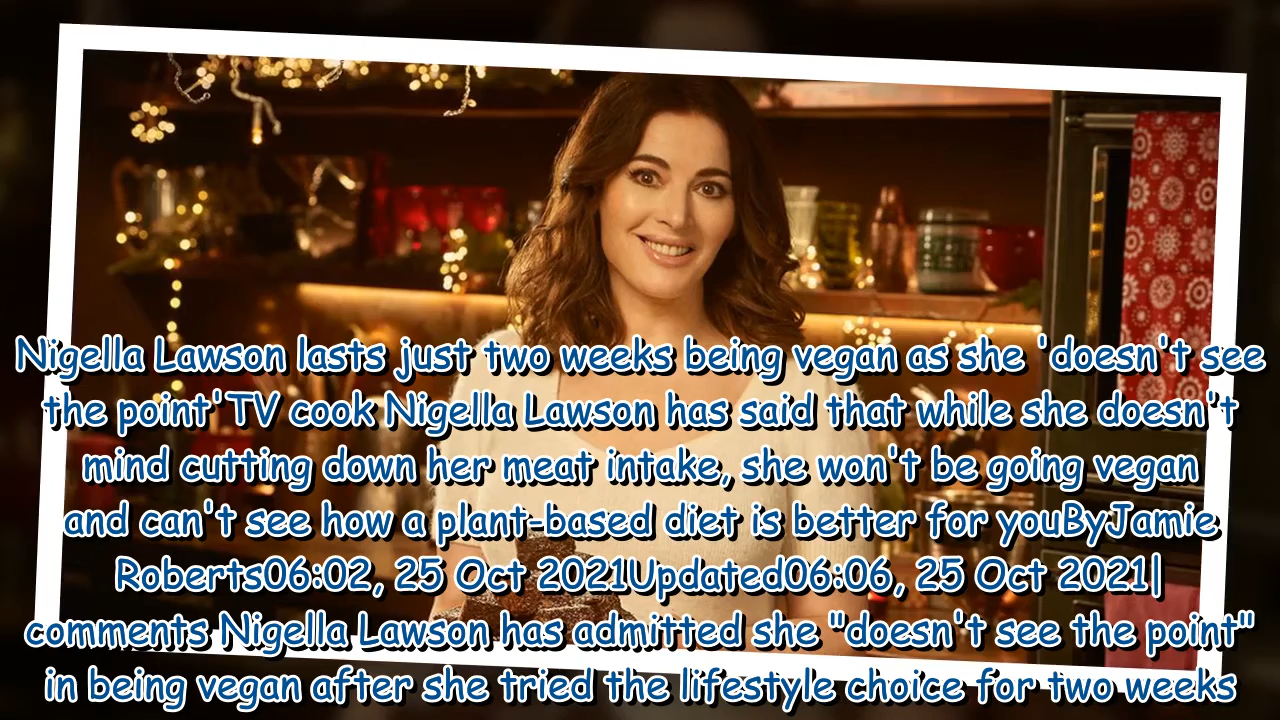 Nigella Lawson lasts just two weeks being vegan as she 'doesn't see
the point'TV cook Nigella Lawson has said that while she doesn't
mind cutting down her meat intake, she won't be going vegan
and can't see how a plant-based diet is better for youByJamie
Roberts06:02, 25 Oct 2021Updated06:06, 25 Oct 2021|
comments Nigella Lawson has admitted she "doesn't see the point"
in being vegan after she tried the lifestyle choice for two weeks